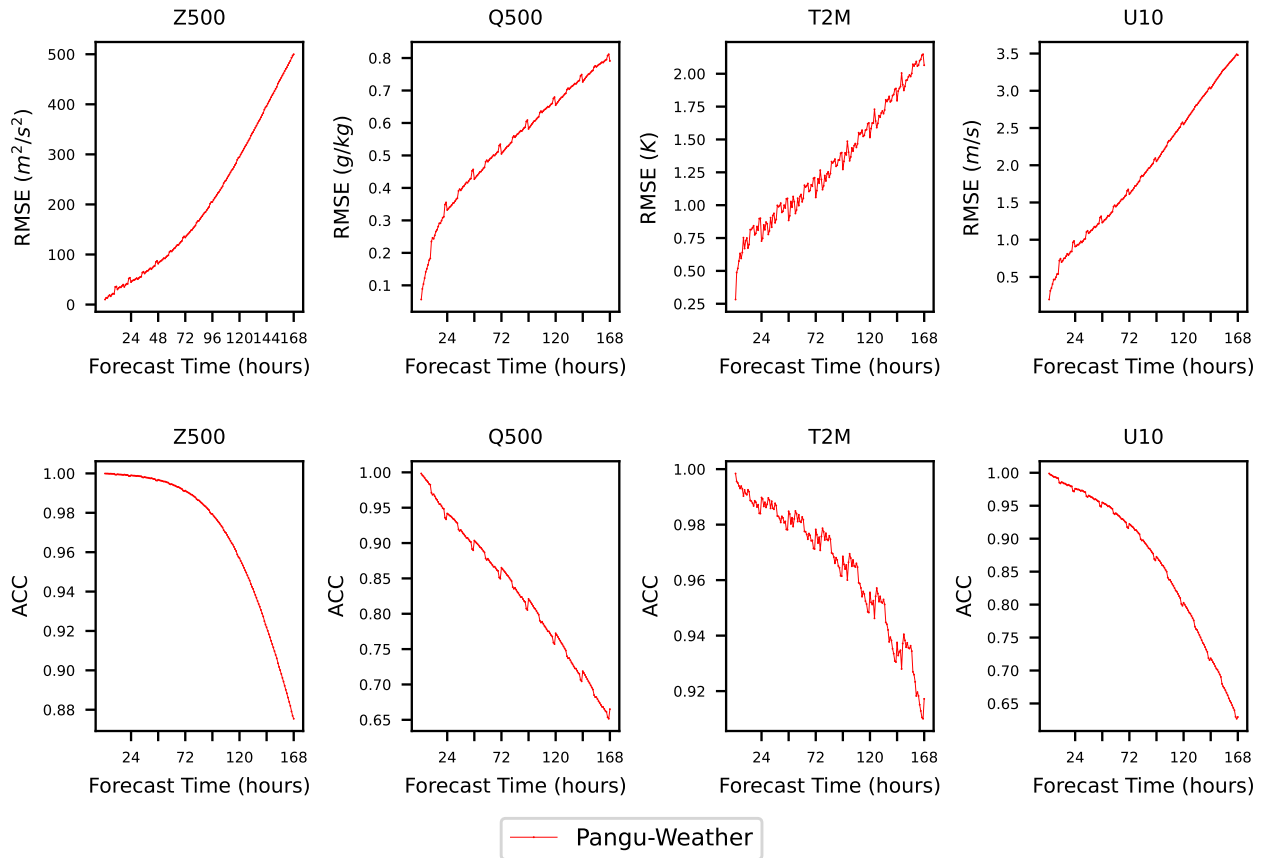 Z500 Q500 T2M U10
RMSE (m²/s²)
500
400
300
200
100
0
24 48 72 96 120 144 168
Forecast Time (hours)
RMSE (g/kg)
0.8
0.7
0.6
0.5
0.4
0.3
0.2
0.1
24 72 120 168
Forecast Time (hours)
RMSE (K)
2.00
1.75
1.50
1.25
1.00
0.75
0.50
0.25
24 72 120 168
Forecast Time (hours)
RMSE (m/s)
3.5
3.0
2.5
2.0
1.5
1.0
0.5
24 72 120 168
Forecast Time (hours)
Z500 Q500 T2M U10
ACC
1.00
0.98
0.96
0.94
0.92
0.90
0.88
24 72 120 168
Forecast Time (hours)
ACC
1.00
0.95
0.90
0.85
0.80
0.75
0.70
0.65
24 72 120 168
Forecast Time (hours)
ACC
1.00
0.98
0.96
0.94
0.92
24 72 120 168
Forecast Time (hours)
ACC
1.00
0.95
0.90
0.85
0.80
0.75
0.70
0.65
24 72 120 168
Forecast Time (hours)
Pangu-Weather